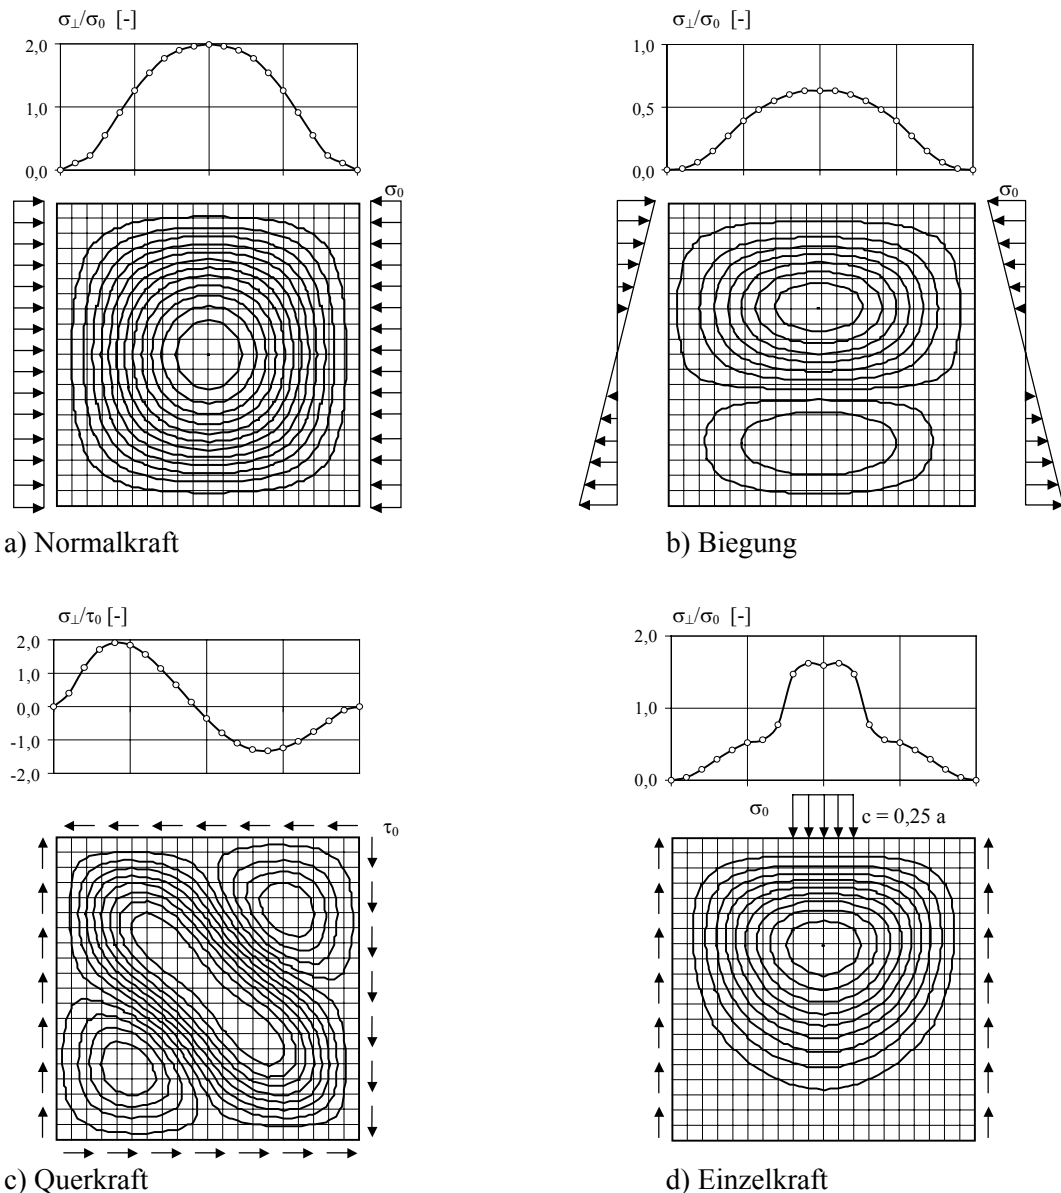 σ⊥/σ0 [-]
2,0
1,0
0,0
σ0
a) Normalkraft
σ⊥/σ0 [-]
1,0
0,5
0,0
σ0
b) Biegung
σ⊥/τ0 [-]
2,0
1,0
0,0
-1,0
-2,0
τ0
c) Querkraft
σ⊥/σ0 [-]
2,0
1,0
0,0
σ0
c = 0,25 a
d) Einzelkraft